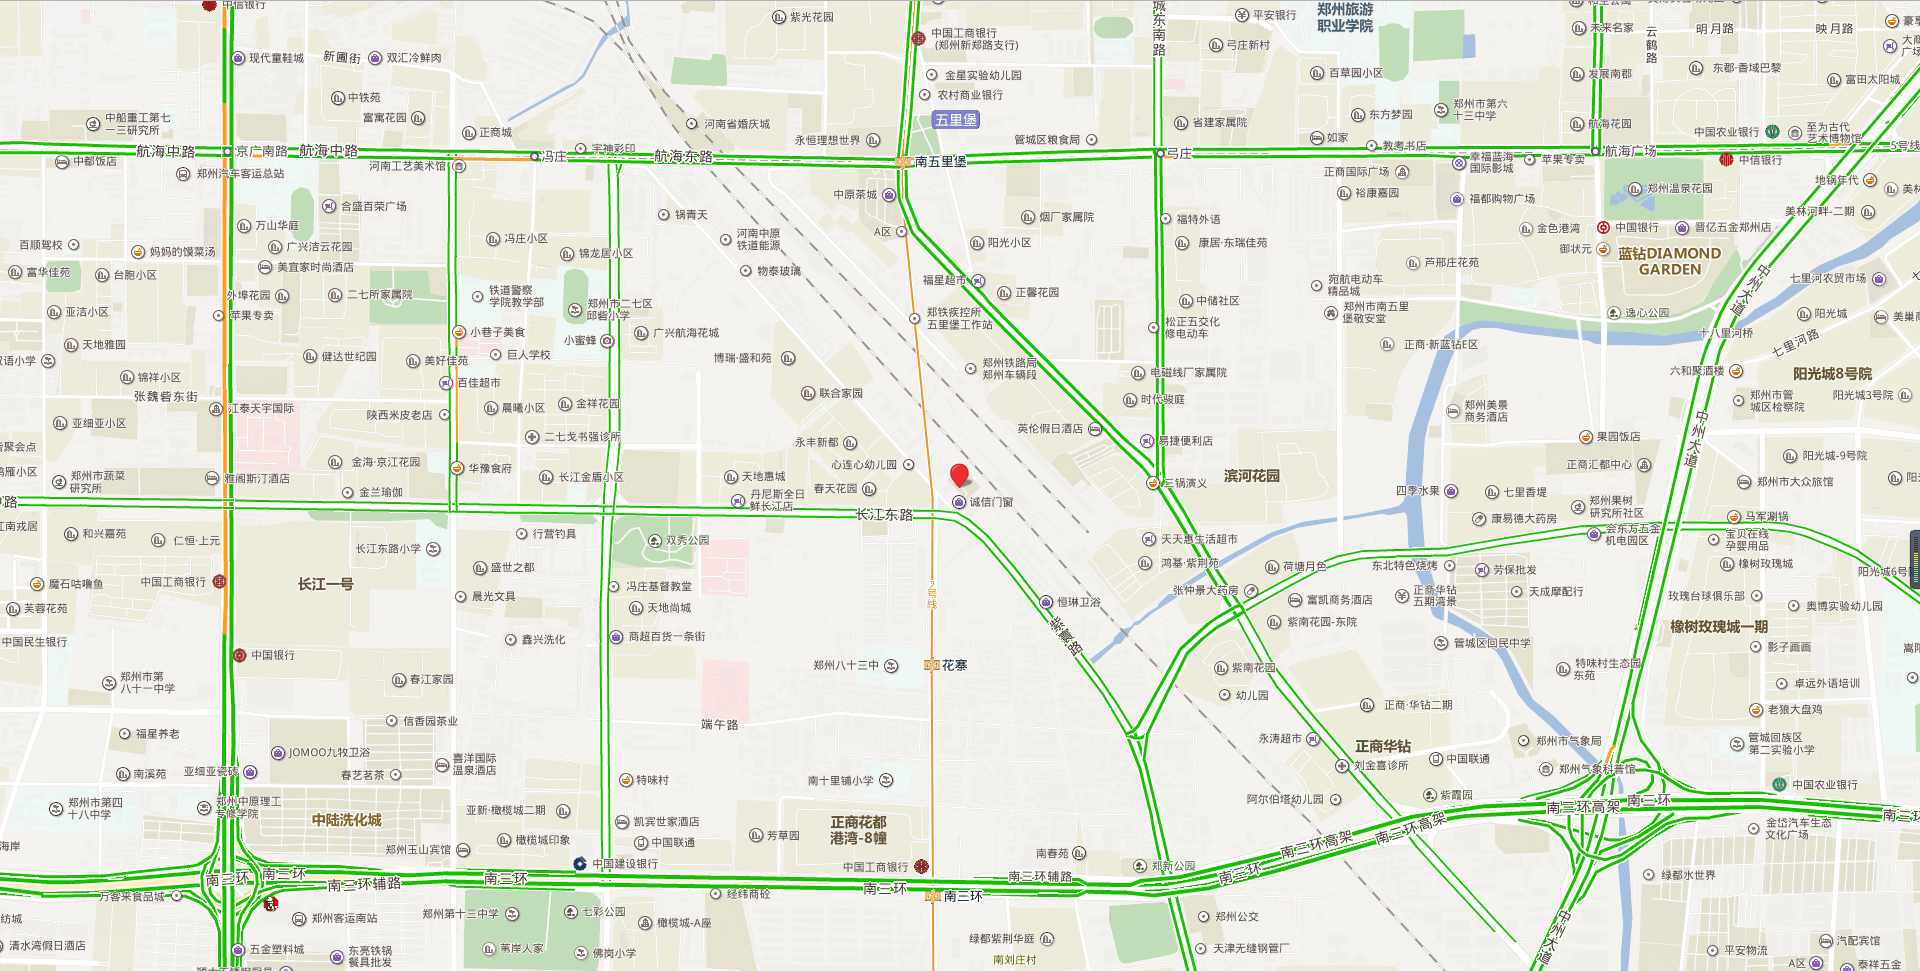 中信银行
紫光花园
中国工商银行
(郑州新郑路支行)
城东南路
平安银行
郑州旅游
职业学院
未来名家
云鹤路
明月路
映月路
现代童鞋城
新圃街
双汇冷鲜肉
弓庄新村
金星实验幼儿园
百草园小区
发展南郡
东郡·香域巴黎
富田太阳城
中铁苑
农村商业银行
富寓花园
中船重工第七
一三研究所
正商城
河南省婚庆城
五里堡
永恒理想世界
管城区粮食局
省建家属院
东方梦园
郑州市第六
十三中学
航海花园
中国农业银行
至为古代
艺术博物馆
如家
教考书店
5号线
航海中路
京广南路
航海中路
冯庄
宇神彩印
航海东路
南五里堡
弓庄
航海广场
中都饭店
郑州汽车客运总站
河南工艺美术馆
幸福蓝海
国际影城
苹果专卖
中信银行
正商国际广场
裕康嘉园
福都购物广场
郑州温泉花园
地锅年代
美林河畔-二期
中原茶城
合盛百荣广场
万山华庭
锅青天
A区
烟厂家属院
福特外语
康居·东瑞佳苑
金色港湾
中国银行
晋亿五金郑州店
百顺驾校
妈妈的馍菜汤
广兴洁云花园
冯庄小区
锦龙居小区
河南中原
铁道能源
阳光小区
御状元
蓝钻DIAMOND
GARDEN
富华佳苑
台胞小区
美宜家时尚酒店
物泰玻璃
福星超市
芦邢庄花苑
宛航电动车
精品城
中州大道
七里河农贸市场
外埠花园
二七所家属院
铁道警察
学院教学部
郑州市二七区
邱砦小学
金馨花园
中储社区
郑州市南五里
堡敬安堂
逸心公园
阳光城
亚洁小区
苹果专卖
郑铁疾控所
五里堡工作站
松正五交化
修电动车
小巷子美食
小蜜蜂
广兴航海花城
十八里河桥
七里河路
天地雅园
健达世纪园
美好佳苑
巨人学校
博瑞·盛和苑
郑州铁路局
郑州车辆段
正商·新蓝钻E区
锦祥小区
百佳超市
电磁线厂家属院
六和聚酒楼
阳光城8号院
张魏砦东街
联合家园
时代骏庭
郑州市管
城区检察院
阳光城3号院
江泰天宇国际
陕西米皮老店
晨曦小区
金祥花园
郑州美景
商务酒店
亚细亚小区
二七戈书强诊所
永丰新都
英伦假日酒店
易捷便利店
果园饭店
中州大道
金海·京江花园
华豫食府
心连心幼儿园
正商汇都中心
阳光城-9号院
郑州市蔬菜
研究所
雅阁斯汀酒店
长江金盾小区
天地惠城
春天花园
三锅演义
滨河花园
四季水果
七里香堤
郑州市大众旅馆
金兰瑜伽
丹尼斯全日
鲜长江店
诚信门窗
郑州果树
研究所社区
长江东路
康易德大药房
马军涮锅
和兴嘉苑
仁恒·上元
行营钓具
双秀公园
天天惠生活超市
会东方五金
机电园区
宝贝在线
孕婴用品
长江东路小学
鸿基·紫荆苑
荷塘月色
东北特色烧烤
劳保批发
橡树玫瑰城
魔石咕噜鱼
中国工商银行
长江一号
盛世之都
冯庄基督教堂
2号线
张仲景大药房
富凯商务酒店
正商华钻
五期湾景
天成摩配行
玫瑰台球俱乐部
芙蓉花苑
晨光文具
天地尚城
恒琳卫浴
奥博实验幼儿园
中国民生银行
中国银行
鑫兴洗化
商超百货一条街
紫寰路
紫南花园-东院
管城区回民中学
橡树玫瑰城一期
影子画画
郑州市第
八十一中学
春江家园
郑州八十三中
花寨
紫南花园
幼儿园
特味村生态园
东苑
卓远外语培训
信香园茶业
端午路
正商·华钻二期
老狼大盘鸡
福星养老
JOMOO九牧卫浴
喜洋国际
温泉酒店
永涛超市
正商华钻
中国联通
郑州市气象局
管城回族区
第二实验小学
南溪苑
亚细亚瓷砖
春艺茗茶
特味村
南十里铺小学
刘金喜诊所
郑州气象科普馆
中国农业银行
郑州市第四
十八中学
郑州中原理工
专修学院
中陆洗化城
亚新·橄榄城二期
凯宾世家酒店
正商花都
港湾-8幢
阿尔伯塔幼儿园
紫霞园
南三环高架
南三环
橄榄城印象
中国联通
芳草园
南三环高架
南三环高架
金岱汽车生态
文化广场
郑州玉山宾馆
中国建设银行
中国工商银行
南春苑
郑新公园
南三环
南三环
南三环辅路
南三环
南三环
南三环
南三环辅路
南三环
绿都水世界
万客来食品城
经纬商砼
郑州客运南站
郑州第十三中学
七彩公园
橄榄城-A座
郑州公交
中州大道
清水湾假日酒店
五金塑料城
东亮铁锅
餐具批发
苇岸人家
佛岗小学
绿都紫荆华庭
南刘庄村
天津无缝钢管厂
平安物流
汽配宾馆
A区
泰祥五金